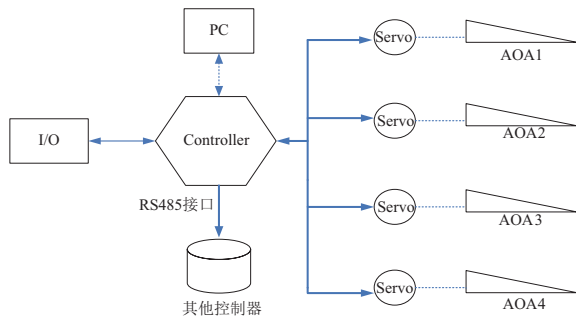 PC
Servo
AOA1
I/O
Controller
Servo
AOA2
RS485接口
Servo
AOA3
其他控制器
Servo
AOA4